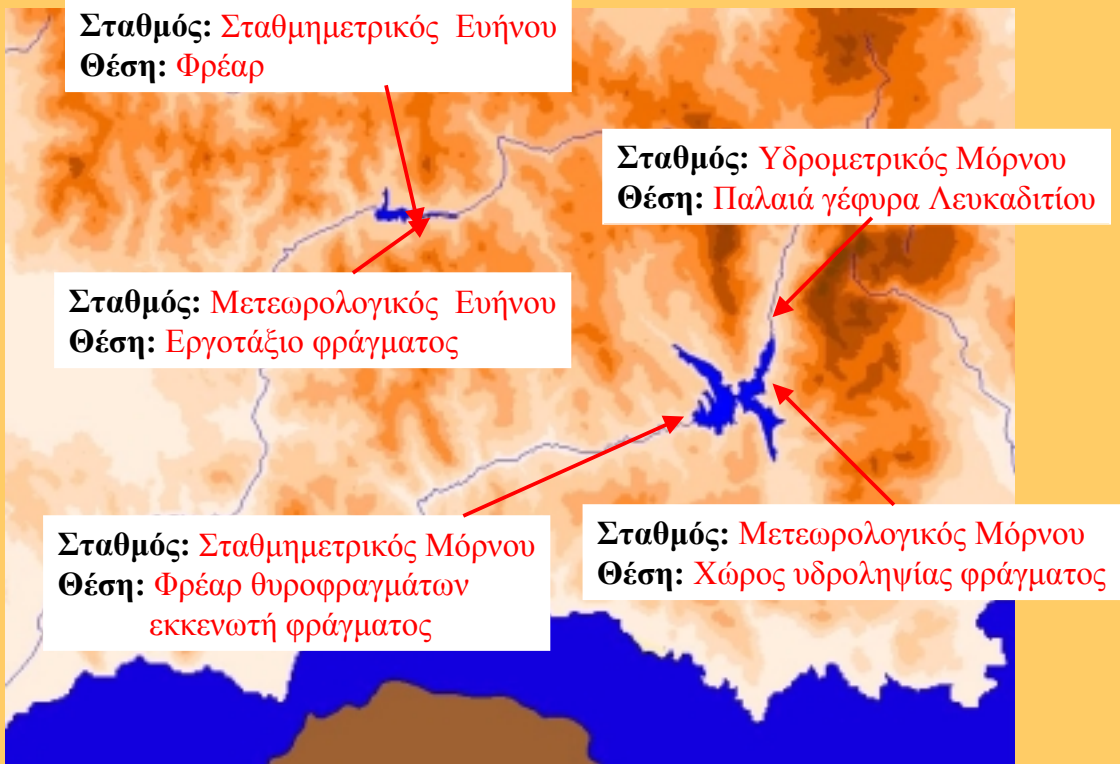 Σταθμός: Σταθμημετρικός Ευήνου
Θέση: Φρέαρ
Σταθμός: Υδρομετρικός Μόρνου
Θέση: Παλαιά γέφυρα Λευκαδιτίου
Σταθμός: Μετεωρολογικός Ευήνου
Θέση: Εργοτάξιο φράγματος
Σταθμός: Σταθμημετρικός Μόρνου
Θέση: Φρέαρ θυροφραγμάτων
εκκενωτή φράγματος
Σταθμός: Μετεωρολογικός Μόρνου
Θέση: Χώρος υδροληψίας φράγματος